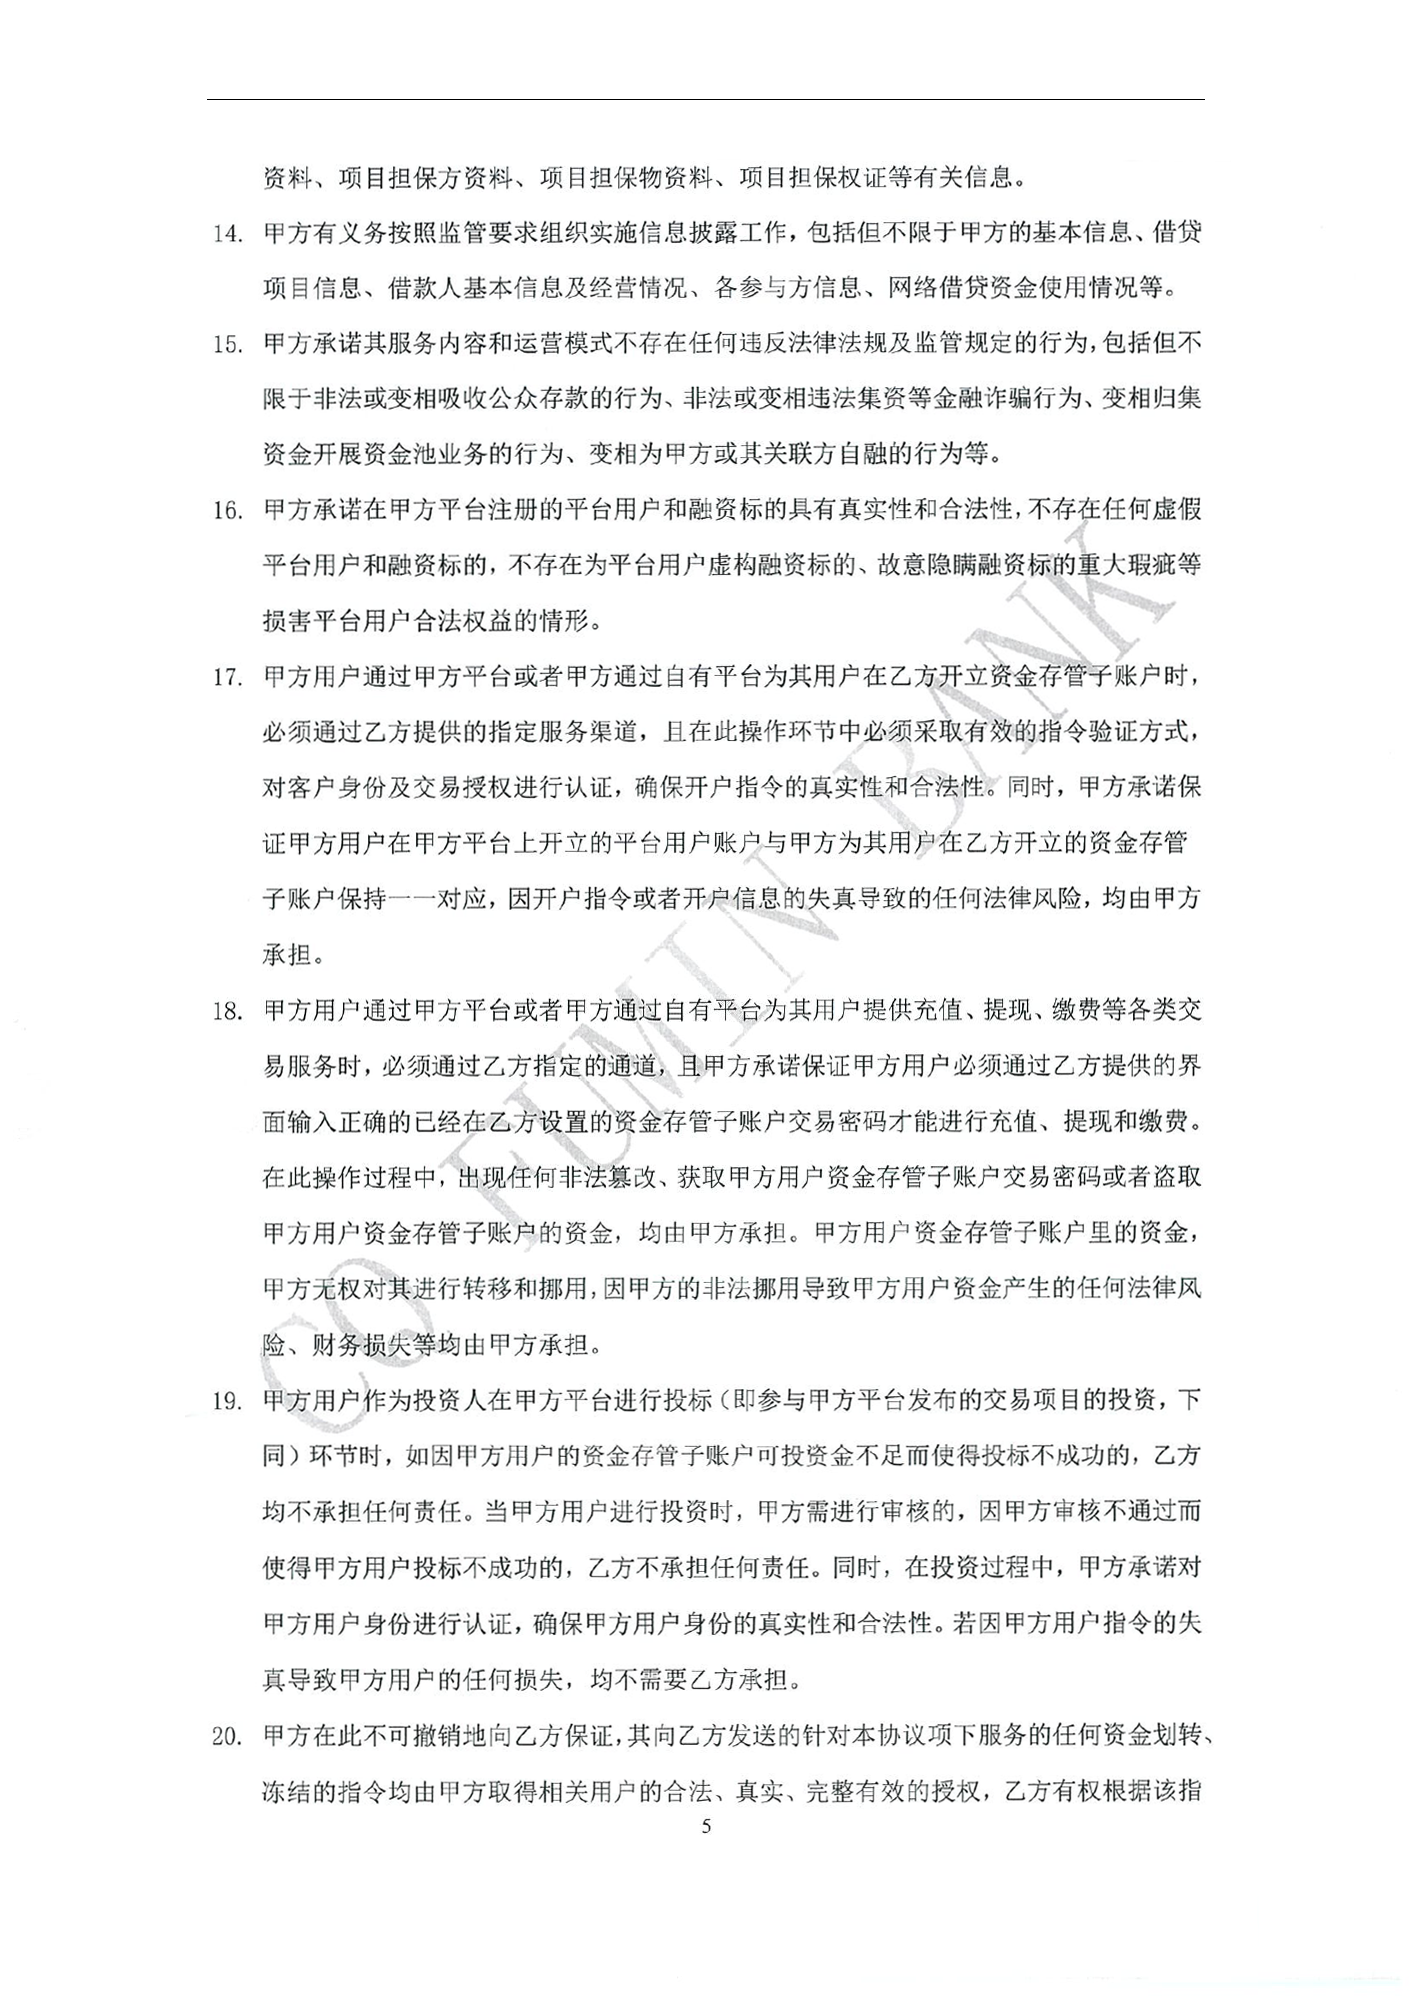 资料、项目担保方资料、项目担保物资料、项目担保权证等有关信息。
14. 甲方有义务按照监管要求组织实施信息披露工作，包括但不限于甲方的基本信息、借贷
项目信息、借款人基本信息及经营情况、各参与方信息、网络借贷资金使用情况等。
15. 甲方承诺其服务内容和运营模式不存在任何违反法律法规及监管规定的行为，包括但不
限于非法或变相吸收公众存款的行为、非法或变相违法集资等金融诈骗行为、变相归集
资金开展资金池业务的行为、变相为甲方或其关联方自融的行为等。
16. 甲方承诺在甲方平台注册的平台用户和融资标的具有真实性和合法性，不存在任何虚假
平台用户和融资标的，不存在为平台用户虚构融资标的、故意隐瞒融资标的重大瑕疵等
损害平台用户合法权益的情形。
17. 甲方用户通过甲方平台或者甲方通过自有平台为其用户在乙方开立资金存管子账户时，
必须通过乙方提供的指定服务渠道，且在此操作环节中必须采取有效的指令验证方式，
对客户身份及交易授权进行认证，确保开户指令的真实性和合法性。同时，甲方承诺保
证甲方用户在甲方平台上开立的平台用户账户与甲方为其用户在乙方开立的资金存管
子账户保持一一对应，因开户指令或者开户信息的失真导致的任何法律风险，均由甲方
承担。
18. 甲方用户通过甲方平台或者甲方通过自有平台为其用户提供充值、提现、缴费等各类交
易服务时，必须通过乙方指定的通道，且甲方承诺保证甲方用户必须通过乙方提供的界
面输入正确的已经在乙方设置的资金存管子账户交易密码才能进行充值、提现和缴费。
在此操作过程中，出现任何非法篡改、获取甲方用户资金存管子账户交易密码或者盗取
甲方用户资金存管子账户的资金，均由甲方承担。甲方用户资金存管子账户里的资金，
甲方无权对其进行转移和挪用，因甲方的非法挪用导致甲方用户资金产生的任何法律风
险、财务损失等均由甲方承担。
19. 甲方用户作为投资人在甲方平台进行投标（即参与甲方平台发布的交易项目的投资，下
同）环节时，如因甲方用户的资金存管子账户可投资金不足而使得投标不成功的，乙方
均不承担任何责任。当甲方用户进行投资时，甲方需进行审核的，因甲方审核不通过而
使得甲方用户投标不成功的，乙方不承担任何责任。同时，在投资过程中，甲方承诺对
甲方用户身份进行认证，确保甲方用户身份的真实性和合法性。若因甲方用户指令的失
真导致甲方用户的任何损失，均不需要乙方承担。
20. 甲方在此不可撤销地向乙方保证，其向乙方发送的针对本协议项下服务的任何资金划转、
冻结的指令均由甲方取得相关用户的合法、真实、完整有效的授权，乙方有权根据该指
5
CQ FUMIN BANK